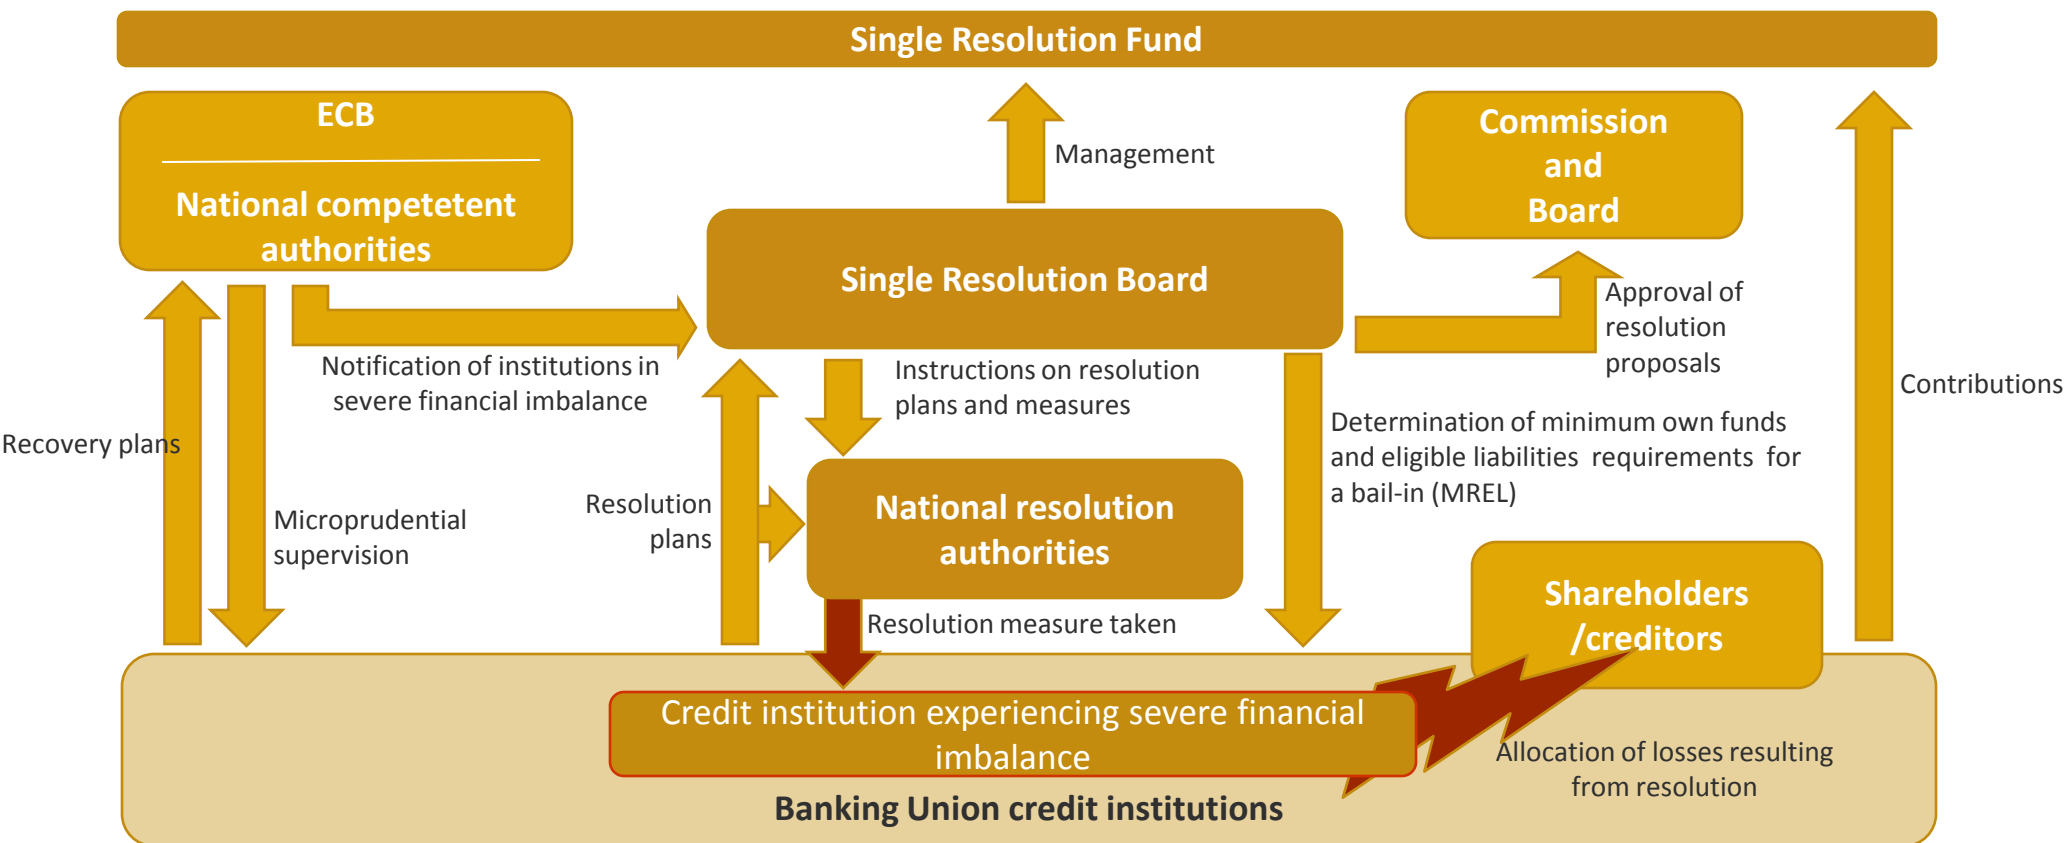 Single Resolution Fund
ECB
National competetent
authorities
Management
Commission
and
Board
Single Resolution Board
Approval of
resolution
proposals
Notification of institutions in
severe financial imbalance
Instructions on resolution
plans and measures
Contributions
Recovery plans
Determination of minimum own funds
and eligible liabilities requirements for
a bail-in (MREL)
Microprudential
supervision
Resolution
plans
National resolution
authorities
Shareholders
/creditors
Resolution measure taken
Credit institution experiencing severe financial
imbalance
Allocation of losses resulting
from resolution
Banking Union credit institutions